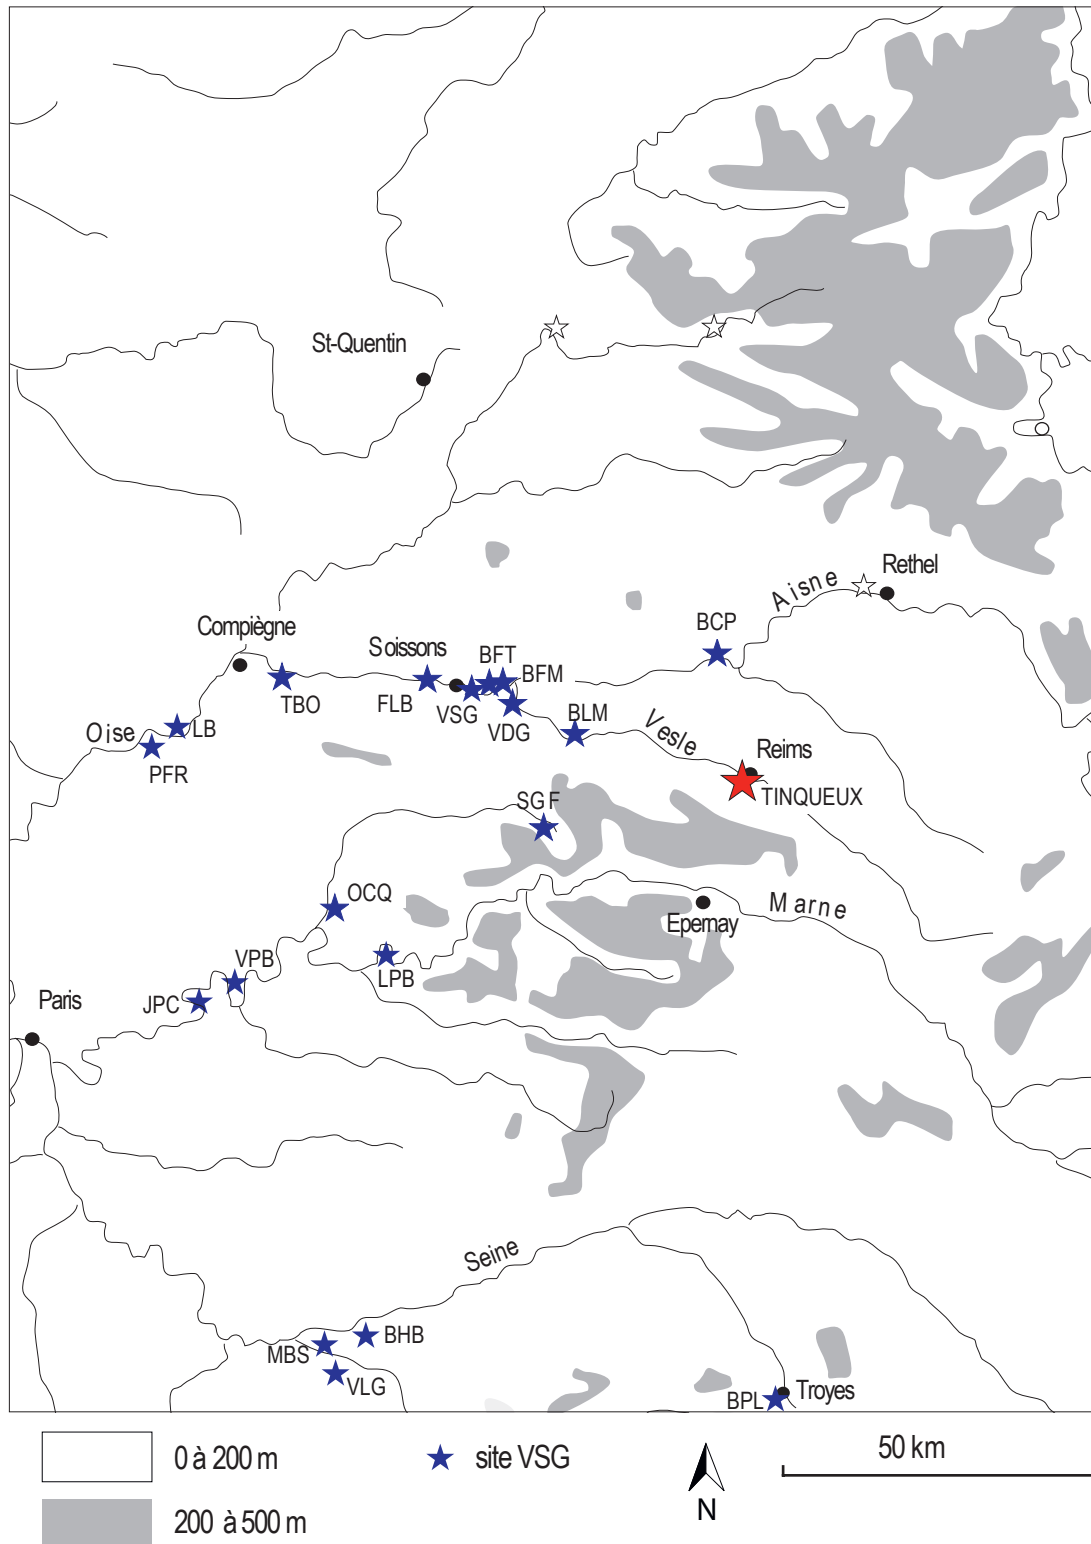 St-Quentin
Rethel
Aisne
BCP
Compiègne
Soissons
BFT
BFM
TBO
FLB
VSG
VDG
BLM
Vesle
Oise
LB
PFR
Reims
TINQUEUX
SGF
OCQ
Marne
Epernay
VPB
LPB
JPC
Paris
Seine
BHB
MBS
VLG
BPL
Troyes
0 à 200 m
site VSG
50 km
N
200 à 500 m